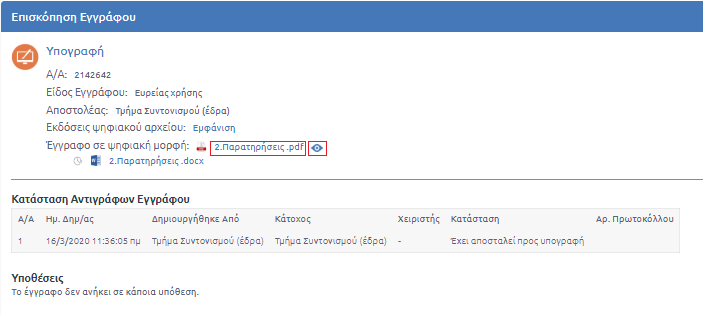 Επισκόπηση Εγγράφου
Υπογραφή
Α/Α: 2142642
Είδος Εγγράφου: Ευρείας χρήσης
Αποστολέας: Τμήμα Συντονισμού (έδρα)
Εκδόσεις ψηφιακού αρχείου: Εμφάνιση
Έγγραφο σε ψηφιακή μορφή: 2.Παρατηρήσεις .pdf
2.Παρατηρήσεις .docx
Κατάσταση Αντιγράφων Εγγράφου
Α/Α Ημ. Δημ/ας Δημιουργήθηκε Από Κάτοχος Χειριστής Κατάσταση Αρ. Πρωτοκόλλου
1 16/3/2020 11:36:05 πμ Τμήμα Συντονισμού (έδρα) Τμήμα Συντονισμού (έδρα) - Έχει αποσταλεί προς υπογραφή
Υποθέσεις
Το έγγραφο δεν ανήκει σε κάποια υπόθεση.